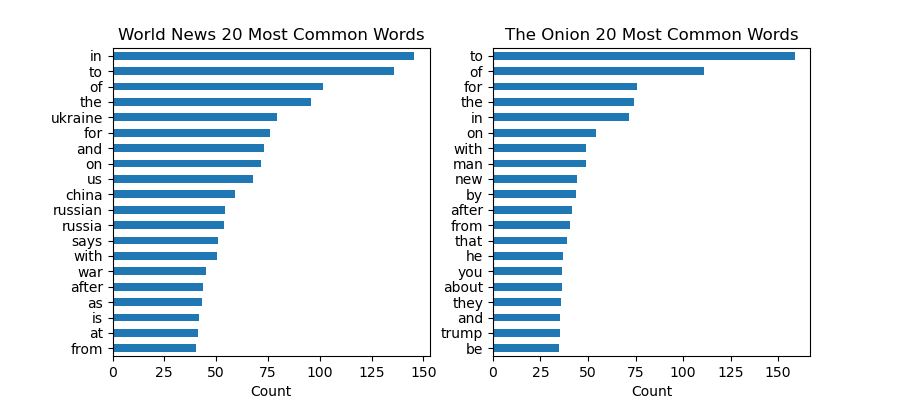 World News 20 Most Common Words
in
to
of
the
ukraine
for
and
on
us
china
russian
russia
says
with
war
after
as
is
at
from
0 25 50 75 100 125 150
Count
The Onion 20 Most Common Words
to
of
for
the
in
on
with
man
new
by
after
from
that
he
you
about
they
and
trump
be
0 25 50 75 100 125 150
Count